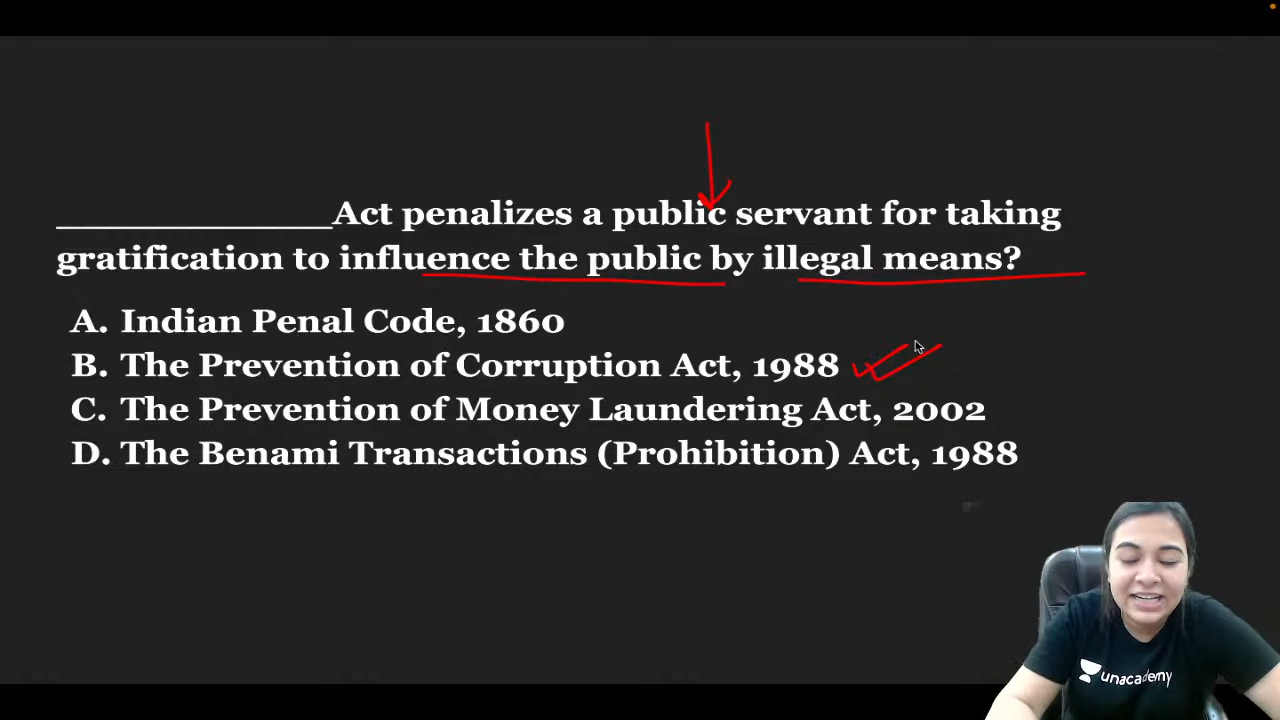 ____________Act penalizes a public servant for taking
gratification to influence the public by illegal means?
A. Indian Penal Code, 1860
B. The Prevention of Corruption Act, 1988
C. The Prevention of Money Laundering Act, 2002
D. The Benami Transactions (Prohibition) Act, 1988
unacademy